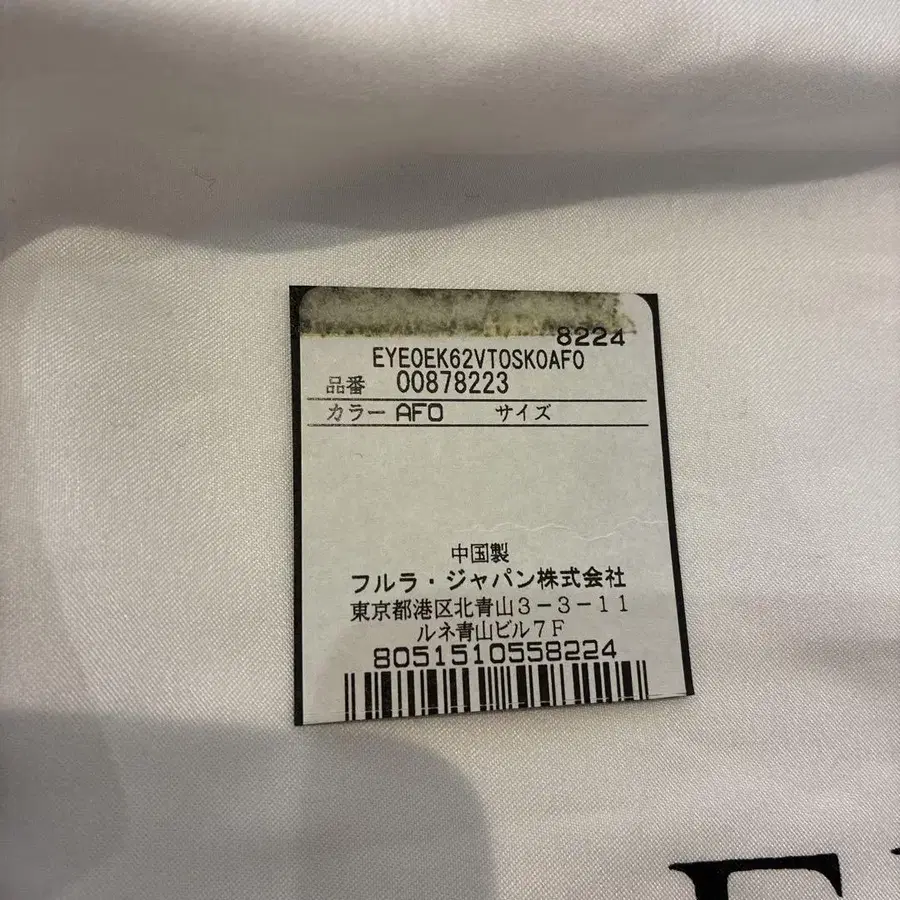 8224
EYEOEK62VTOSKOAFO
品番 00878223
カラー AFO サイズ
中国製
フルラ・ジャパン株式会社
東京都港区北青山3-3-11
ルネ青山ビル7F
8051510558224